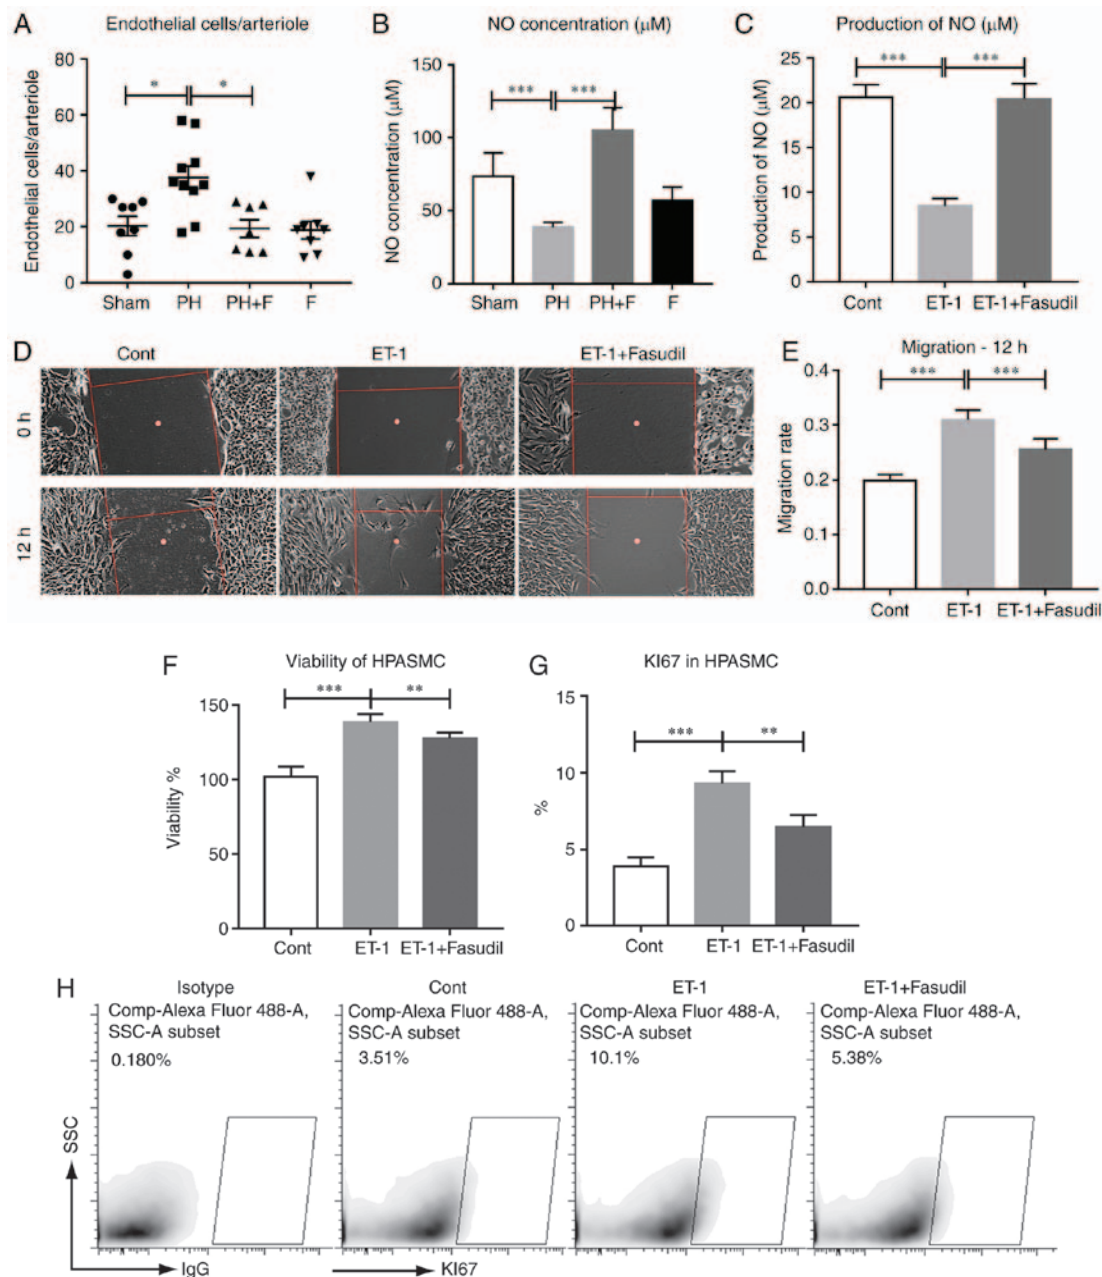 A Endothelial cells/arteriole
Endothelial cells/arteriole
80
60
40
20
0
* *
Sham PH PH+F F
B NO concentration (μM)
NO concentration (μM)
150
100
50
0
*** ***
Sham PH PH+F F
C Production of NO (μM)
Production of NO (μM)
25
20
15
10
5
0
*** ***
Cont ET-1 ET-1+Fasudil
D Cont ET-1 ET-1+Fasudil
0 h
12 h
E Migration - 12 h
Migration rate
0.4
0.3
0.2
0.1
0.0
*** ***
Cont ET-1 ET-1+Fasudil
F Viability of HPASMC
Viability %
150
100
50
0
*** **
Cont ET-1 ET-1+Fasudil
G KI67 in HPASMC
%
15
10
5
0
*** **
Cont ET-1 ET-1+Fasudil
H Isotype Cont ET-1 ET-1+Fasudil
Comp-Alexa Fluor 488-A,
SSC-A subset
0.180%
Comp-Alexa Fluor 488-A,
SSC-A subset
3.51%
Comp-Alexa Fluor 488-A,
SSC-A subset
10.1%
Comp-Alexa Fluor 488-A,
SSC-A subset
5.38%
SSC
IgG KI67